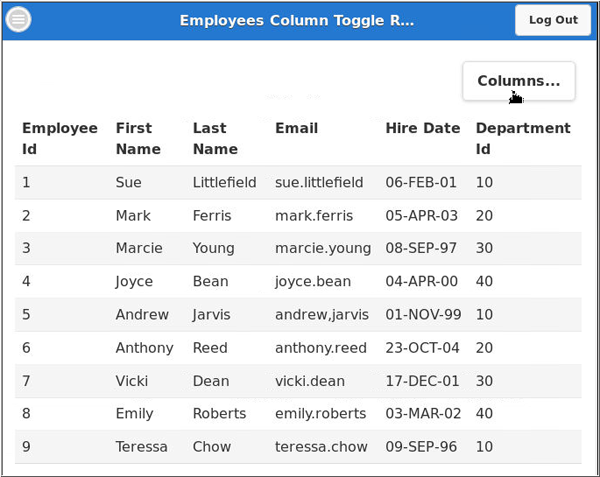 Employees Column Toggle R...
Log Out
Columns...
Employee Id First Name Last Name Email Hire Date Department Id
1 Sue Littlefield sue.littlefield 06-FEB-01 10
2 Mark Ferris mark.ferris 05-APR-03 20
3 Marcie Young marcie.young 08-SEP-97 30
4 Joyce Bean joyce.bean 04-APR-00 40
5 Andrew Jarvis andrew,jarvis 01-NOV-99 10
6 Anthony Reed anthony.reed 23-OCT-04 20
7 Vicki Dean vicki.dean 17-DEC-01 30
8 Emily Roberts emily.roberts 03-MAR-02 40
9 Teressa Chow teressa.chow 09-SEP-96 10